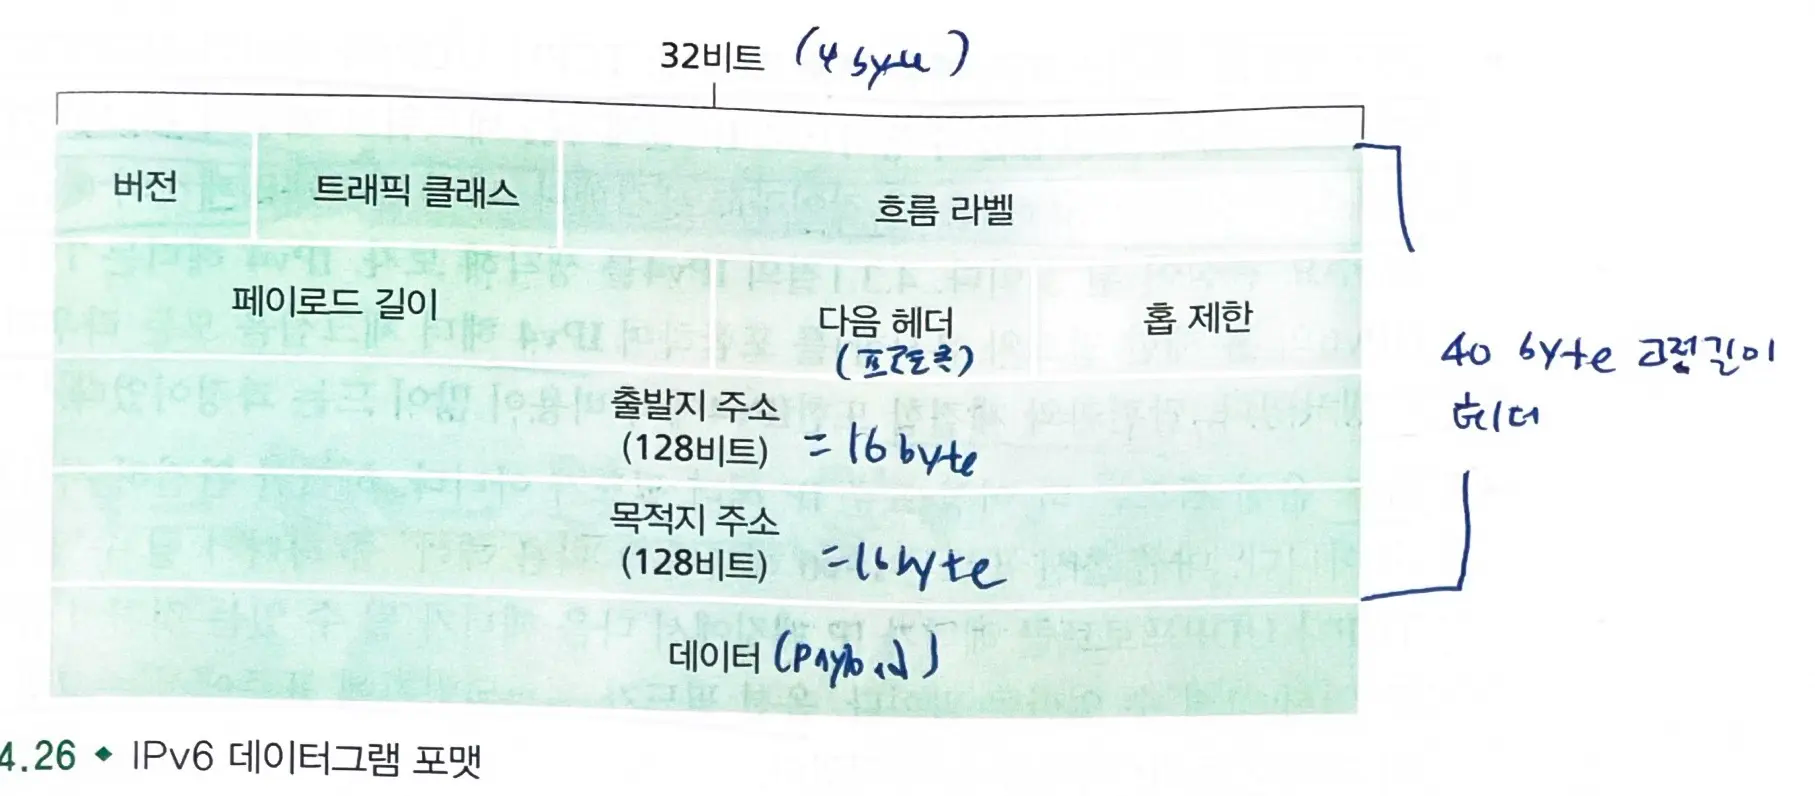 32비트 (4 byte)
버전 트래픽 클래스 흐름 라벨
페이로드 길이 다음 헤더 홉 제한
(프로토콜)
출발지 주소
(128비트) = 16 byte
40 byte 고정길이
헤더
목적지 주소
(128비트) = 16 byte
데이터 (payload)
4.26 ◆ IPv6 데이터그램 포맷